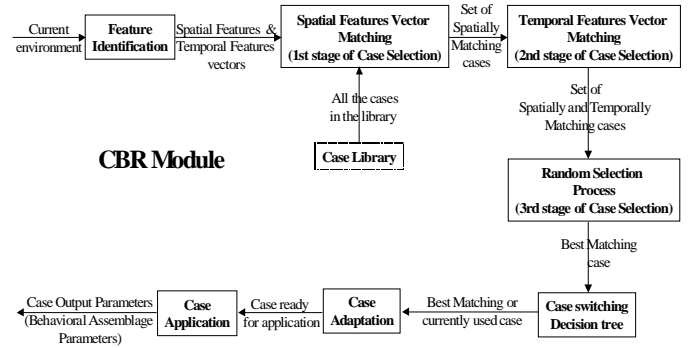 Current
environment
Feature
Identification
Spatial Features &
Temporal Features
vectors
Spatial Features Vector
Matching
(1st stage of Case Selection)
Set of
Spatially
Matching
cases
Temporal Features Vector
Matching
(2nd stage of Case Selection)
All the cases
in the library
Case Library
Set of
Spatially and Temporally
Matching cases
CBR Module
Random Selection
Process
(3rd stage of Case Selection)
Best Matching
case
Case switching
Decision tree
Best Matching or
currently used case
Case
Adaptation
Case ready
for application
Case
Application
Case Output Parameters
(Behavioral Assemblage
Parameters)